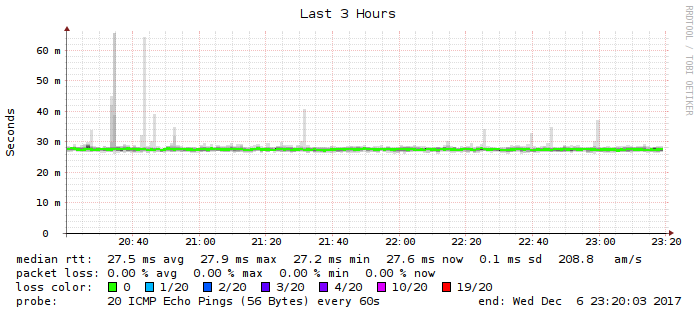 Last 3 Hours
RRDTOOL / TOBI OETIKER
Seconds
60 m
50 m
40 m
30 m
20 m
10 m
0
20:40 21:00 21:20 21:40 22:00 22:20 22:40 23:00 23:20
median rtt: 27.5 ms avg 27.9 ms max 27.2 ms min 27.6 ms now 0.1 ms sd 208.8 am/s
packet loss: 0.00 % avg 0.00 % max 0.00 % min 0.00 % now
loss color: 0 1/20 2/20 3/20 4/20 10/20 19/20
probe: 20 ICMP Echo Pings (56 Bytes) every 60s end: Wed Dec 6 23:20:03 2017